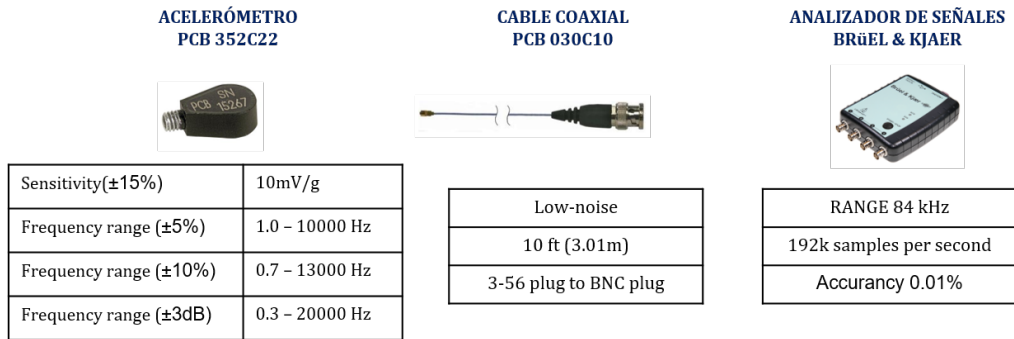 ACELERÓMETRO
PCB 352C22
CABLE COAXIAL
PCB 030C10
ANALIZADOR DE SEÑALES
BRüEL & KJAER
PCB SN
15267
Brüel & Kjær
Sensitivity(±15%) 10mV/g
Frequency range (±5%) 1.0 – 10000 Hz
Frequency range (±10%) 0.7 – 13000 Hz
Frequency range (±3dB) 0.3 – 20000 Hz
Low-noise
10 ft (3.01m)
3-56 plug to BNC plug
RANGE 84 kHz
192k samples per second
Accurancy 0.01%